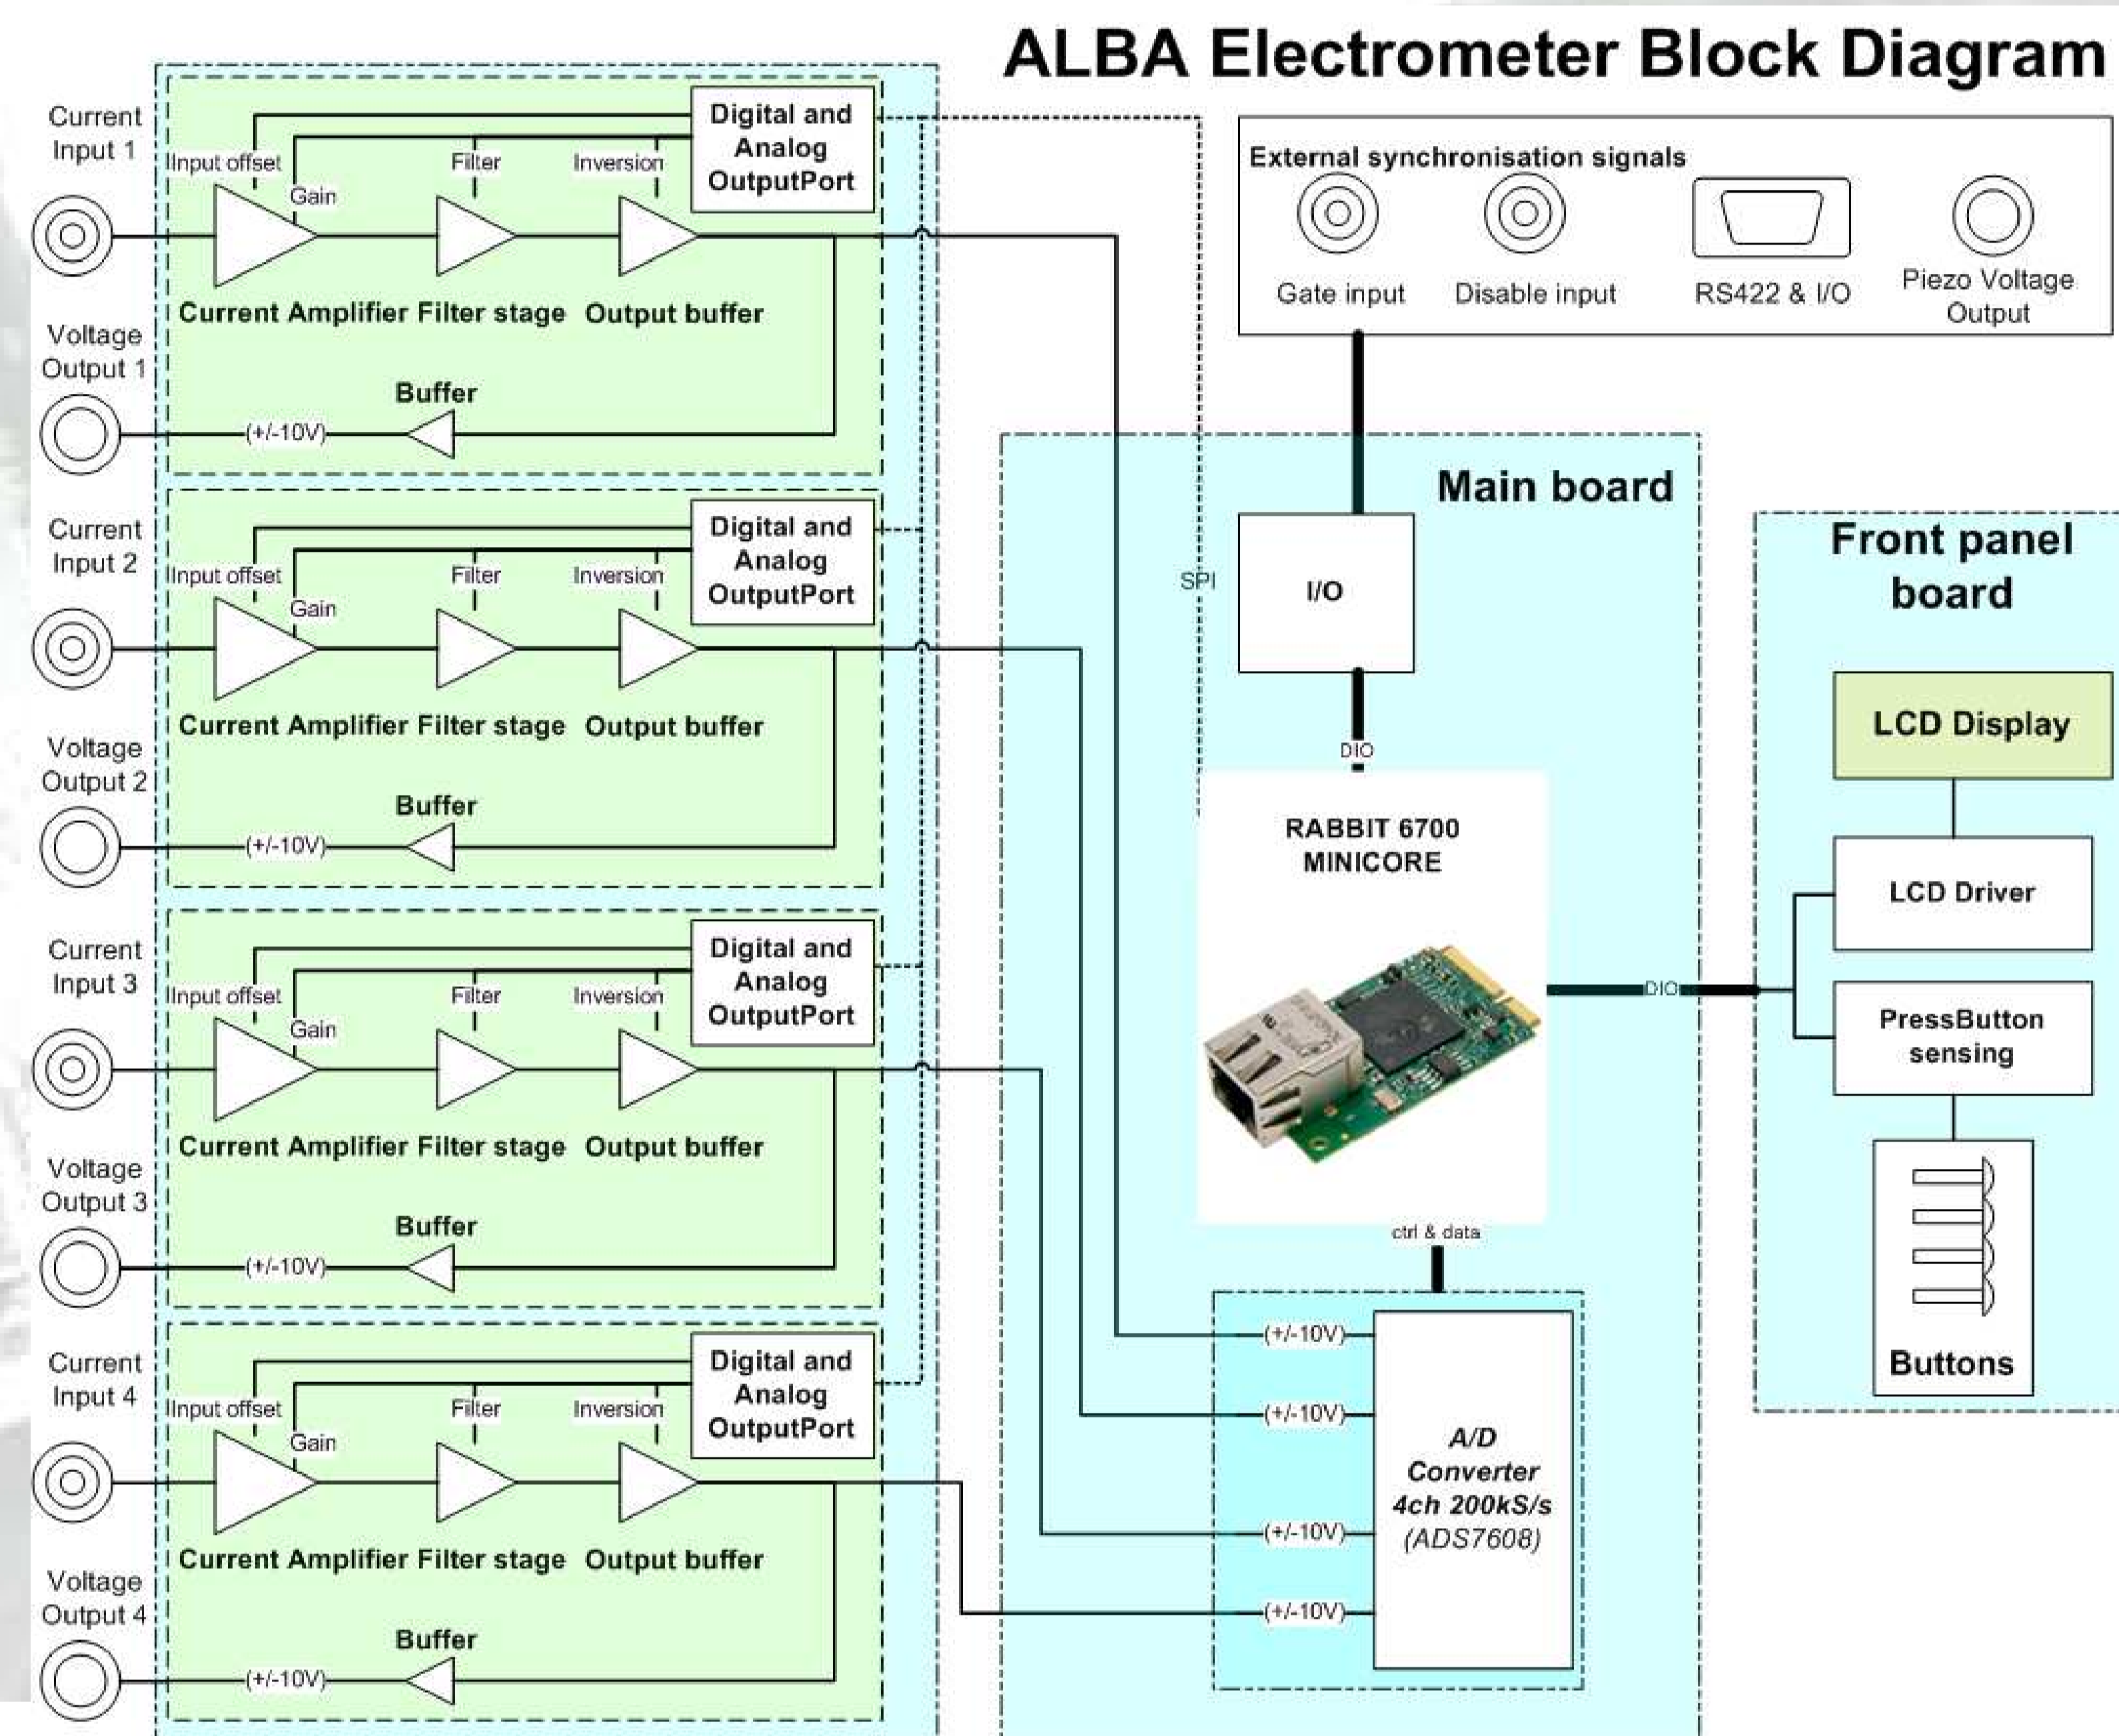 ALBA Electrometer Block Diagram
Current
Input 1
Input offset
Gain
Filter
Inversion
Digital and
Analog
OutputPort
Current Amplifier
Filter stage
Output buffer
Voltage
Output 1
Buffer
(+/-10V)
Current
Input 2
Input offset
Gain
Filter
Inversion
Digital and
Analog
OutputPort
Current Amplifier
Filter stage
Output buffer
Voltage
Output 2
Buffer
(+/-10V)
Current
Input 3
Input offset
Gain
Filter
Inversion
Digital and
Analog
OutputPort
Current Amplifier
Filter stage
Output buffer
Voltage
Output 3
Buffer
(+/-10V)
Current
Input 4
Input offset
Gain
Filter
Inversion
Digital and
Analog
OutputPort
Current Amplifier
Filter stage
Output buffer
Voltage
Output 4
Buffer
(+/-10V)
External synchronisation signals
Gate input
Disable input
RS422 & I/O
Piezo Voltage
Output
Main board
SPI
I/O
DIO
RABBIT 6700
MINICORE
DIO
ctrl & data
(+/-10V)
(+/-10V)
(+/-10V)
(+/-10V)
A/D
Converter
4ch 200kS/s
(ADS7608)
Front panel
board
LCD Display
LCD Driver
PressButton
sensing
Buttons